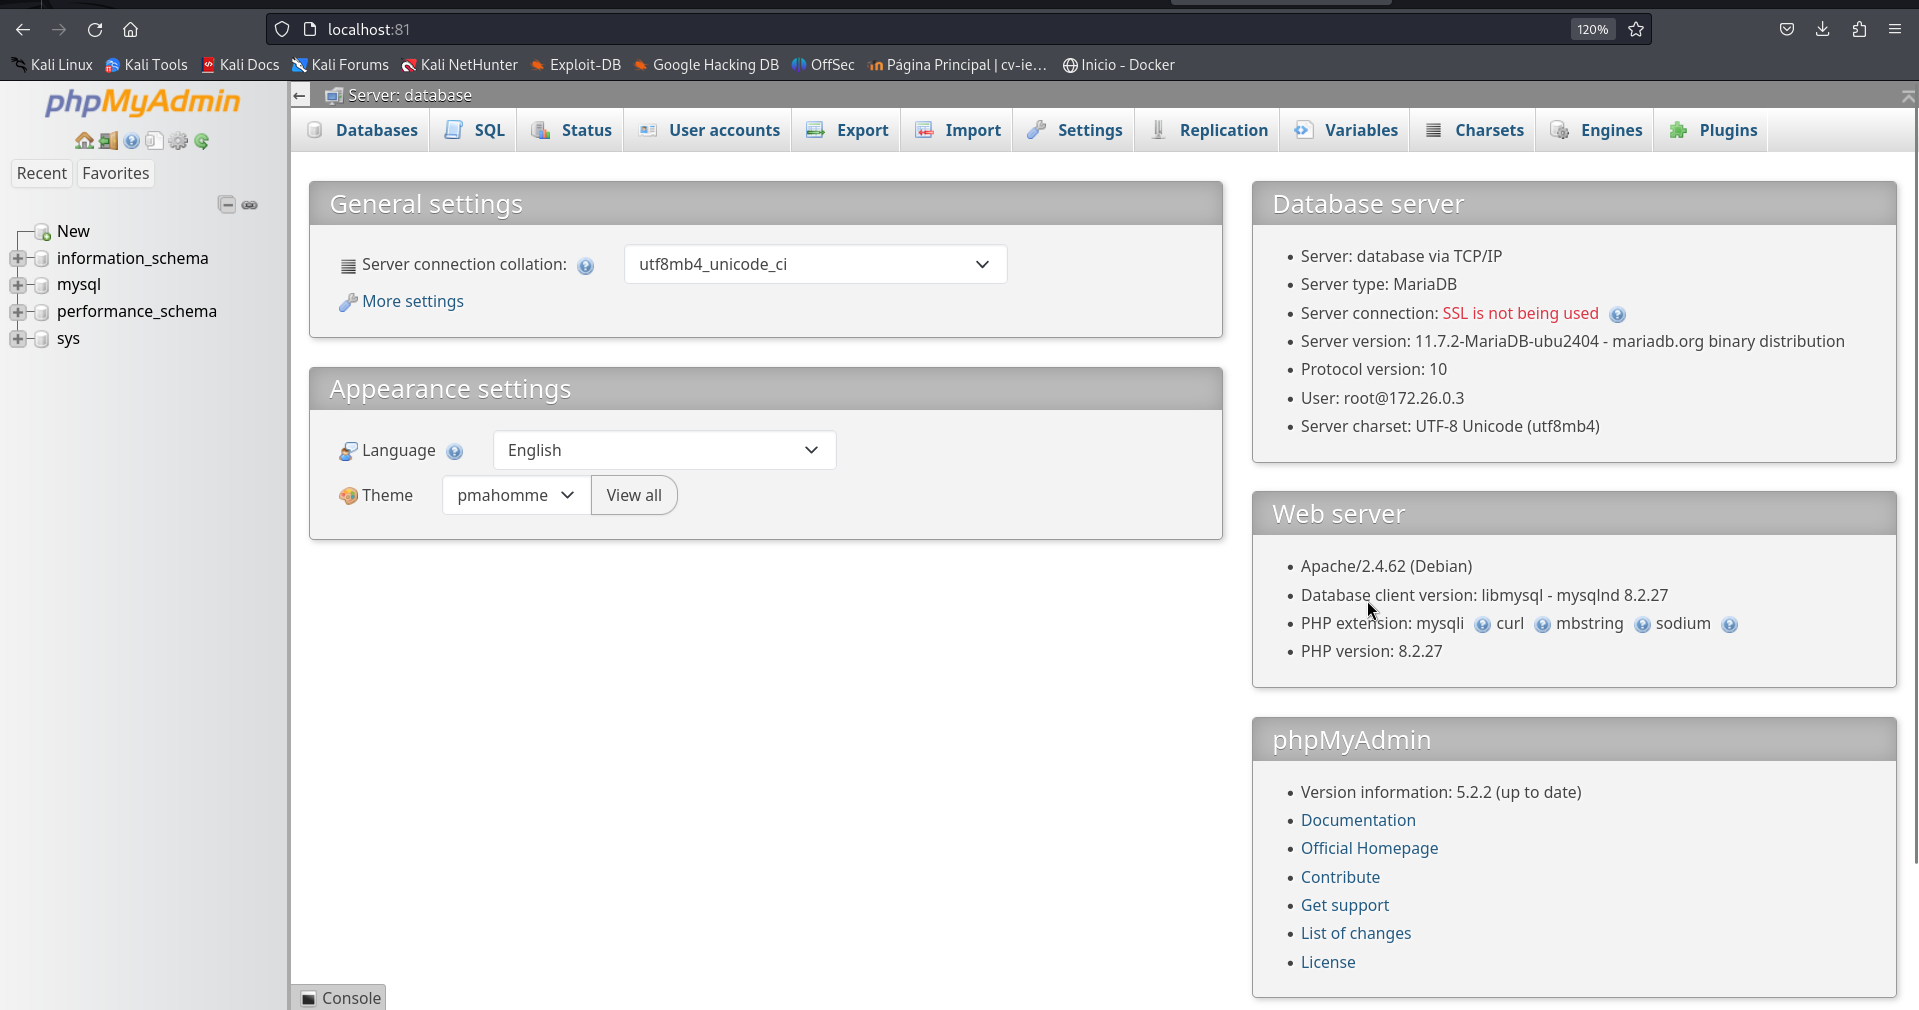 localhost:81
120%
Kali Linux Kali Tools Kali Docs Kali Forums Kali NetHunter Exploit-DB Google Hacking DB OffSec Página Principal | cv-ie... Inicio - Docker
phpMyAdmin
Recent Favorites
New
information_schema
mysql
performance_schema
sys
Server: database
Databases SQL Status User accounts Export Import Settings Replication Variables Charsets Engines Plugins
General settings
Server connection collation: utf8mb4_unicode_ci
More settings
Appearance settings
Language English
Theme pmahomme View all
Database server
Server: database via TCP/IP
Server type: MariaDB
Server connection: SSL is not being used
Server version: 11.7.2-MariaDB-ubu2404 - mariadb.org binary distribution
Protocol version: 10
User: root@172.26.0.3
Server charset: UTF-8 Unicode (utf8mb4)
Web server
Apache/2.4.62 (Debian)
Database client version: libmysql - mysqlnd 8.2.27
PHP extension: mysqli curl mbstring sodium
PHP version: 8.2.27
phpMyAdmin
Version information: 5.2.2 (up to date)
Documentation
Official Homepage
Contribute
Get support
List of changes
License
Console